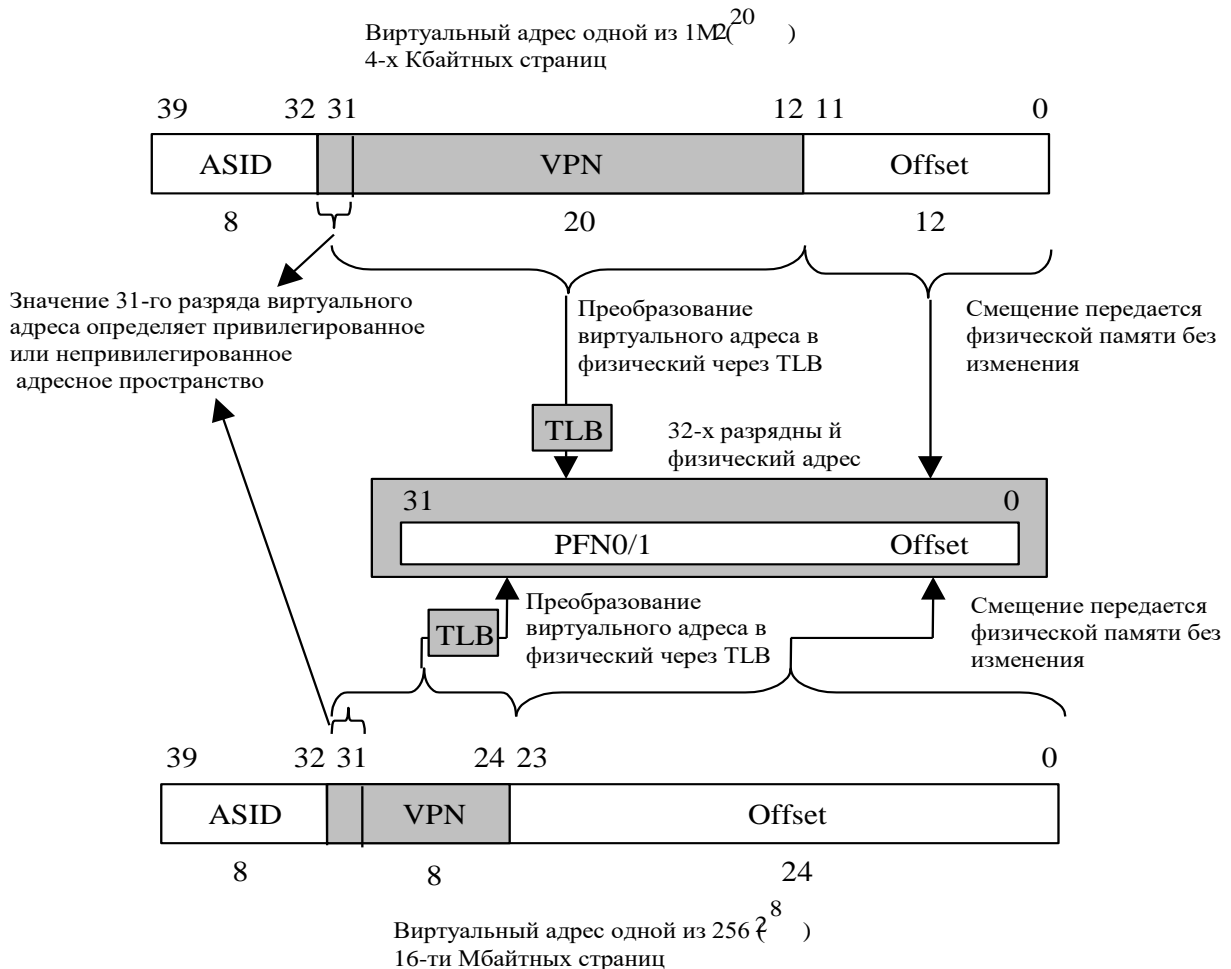 Виртуальный адрес одной из 1М(2^20)
4-х Кбайтных страниц
39 32 31 12 11 0
ASID VPN Offset
8 20 12
Значение 31-го разряда виртуального
адреса определяет привилегированное
или непривилегированное
адресное пространство
Преобразование
виртуального адреса в
физический через TLB
Смещение передается
физической памяти без
изменения
TLB
32-х разрядны й
физический адрес
31 0
PFN0/1 Offset
TLB
Преобразование
виртуального адреса в
физический через TLB
Смещение передается
физической памяти без
изменения
39 32 31 24 23 0
ASID VPN Offset
8 8 24
Виртуальный адрес одной из 256 (2^8)
16-ти Мбайтных страниц